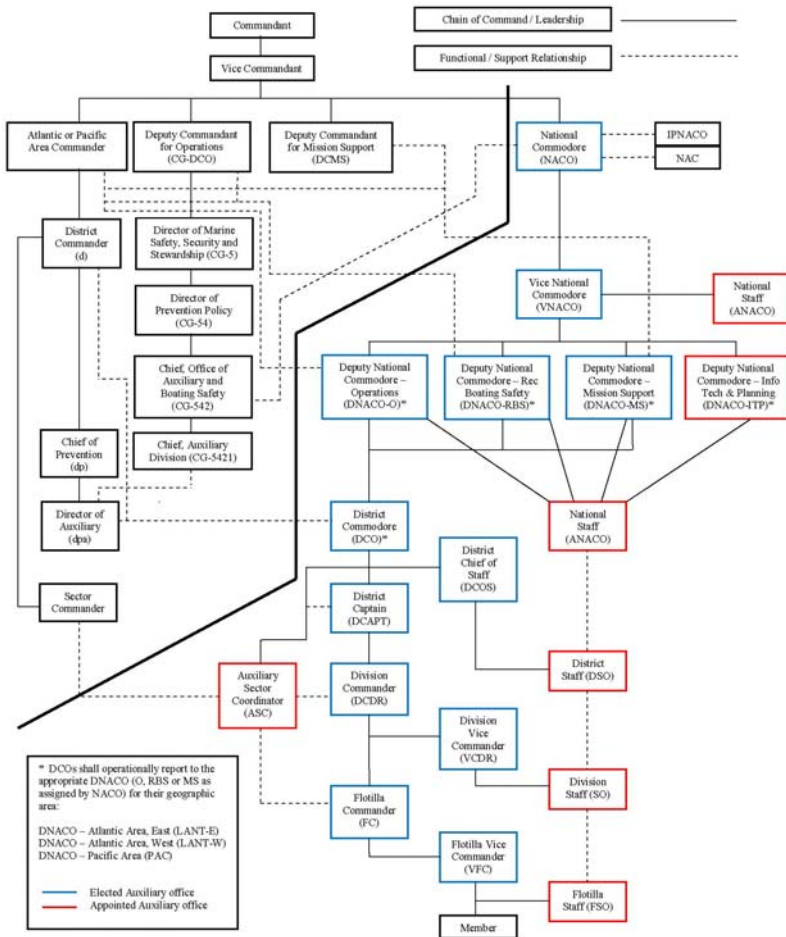 Commandant
Chain of Command / Leadership
Vice Commandant
Functional / Support Relationship
Atlantic or Pacific
Area Commander
Deputy Commandant
for Operations
(CG-DCO)
Deputy Commandant
for Mission Support
(DCMS)
National
Commodore
(NACO)
IPNACO
NAC
District
Commander
(d)
Director of Marine
Safety, Security and
Stewardship (CG-5)
Director of
Prevention Policy
(CG-54)
Vice National
Commodore
(VNACO)
National
Staff
(ANACO)
Chief, Office of
Auxiliary and
Boating Safety
(CG-542)
Deputy National
Commodore –
Operations
(DNACO-O)*
Deputy National
Commodore – Rec
Boating Safety
(DNACO-RBS)*
Deputy National
Commodore –
Mission Support
(DNACO-MS)*
Deputy National
Commodore – Info
Tech & Planning
(DNACO-ITP)*
Chief of
Prevention
(dp)
Chief, Auxiliary
Division (CG-5421)
Director of
Auxiliary
(dpa)
District
Commodore
(DCO)*
National
Staff
(ANACO)
District Chief of
Staff
(DCOS)
Sector
Commander
District
Captain
(DCAPT)
Auxiliary
Sector
Coordinator
(ASC)
Division
Commander
(DCDR)
District
Staff (DSO)
Division
Vice
Commander
(VCDR)
Division
Staff (SO)
* DCOs shall operationally report to the
appropriate DNACO (O, RBS or MS as
assigned by NACO) for their geographic
area:
DNACO – Atlantic Area, East (LANT-E)
DNACO – Atlantic Area, West (LANT-W)
DNACO – Pacific Area (PAC)
Elected Auxiliary office
Appointed Auxiliary office
Flotilla
Commander
(FC)
Flotilla Vice
Commander
(VFC)
Flotilla
Staff (FSO)
Member